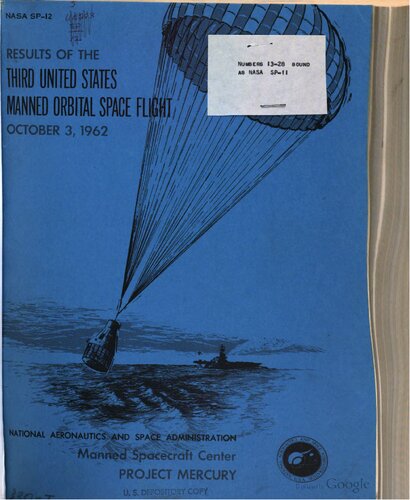 NASA SP-12
RESULTS OF THE
THIRD UNITED STATES
MANNED ORBITAL SPACE FLIGHT
OCTOBER 3, 1962
NUMBERS 13-28 BOUND
AS NASA SP-11
NATIONAL AERONAUTICS AND SPACE ADMINISTRATION
Manned Spacecraft Center
PROJECT MERCURY
U. S. DEPOSITORY COPY
Google